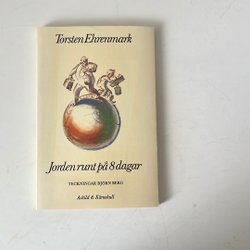 Torsten Ehrenmark
Jorden runt på 8 dagar
TECKNINGAR BJÖRN BERG
Askild & Kärnekull